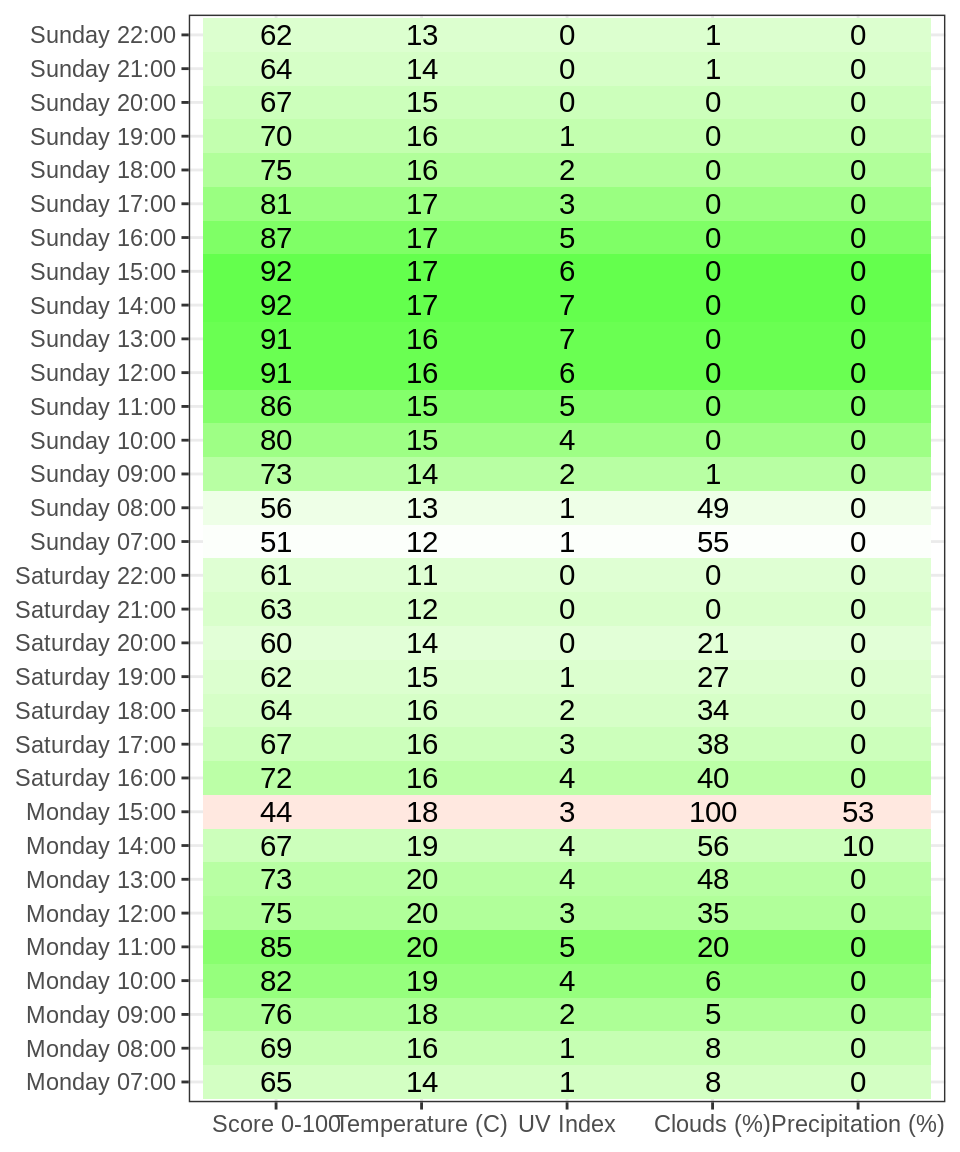 Sunday 22:00 62 13 0 1 0
Sunday 21:00 64 14 0 1 0
Sunday 20:00 67 15 0 0 0
Sunday 19:00 70 16 1 0 0
Sunday 18:00 75 16 2 0 0
Sunday 17:00 81 17 3 0 0
Sunday 16:00 87 17 5 0 0
Sunday 15:00 92 17 6 0 0
Sunday 14:00 92 17 7 0 0
Sunday 13:00 91 16 7 0 0
Sunday 12:00 91 16 6 0 0
Sunday 11:00 86 15 5 0 0
Sunday 10:00 80 15 4 0 0
Sunday 09:00 73 14 2 1 0
Sunday 08:00 56 13 1 49 0
Sunday 07:00 51 12 1 55 0
Saturday 22:00 61 11 0 0 0
Saturday 21:00 63 12 0 0 0
Saturday 20:00 60 14 0 21 0
Saturday 19:00 62 15 1 27 0
Saturday 18:00 64 16 2 34 0
Saturday 17:00 67 16 3 38 0
Saturday 16:00 72 16 4 40 0
Monday 15:00 44 18 3 100 53
Monday 14:00 67 19 4 56 10
Monday 13:00 73 20 4 48 0
Monday 12:00 75 20 3 35 0
Monday 11:00 85 20 5 20 0
Monday 10:00 82 19 4 6 0
Monday 09:00 76 18 2 5 0
Monday 08:00 69 16 1 8 0
Monday 07:00 65 14 1 8 0
Score 0-100 Temperature (C) UV Index Clouds (%) Precipitation (%)